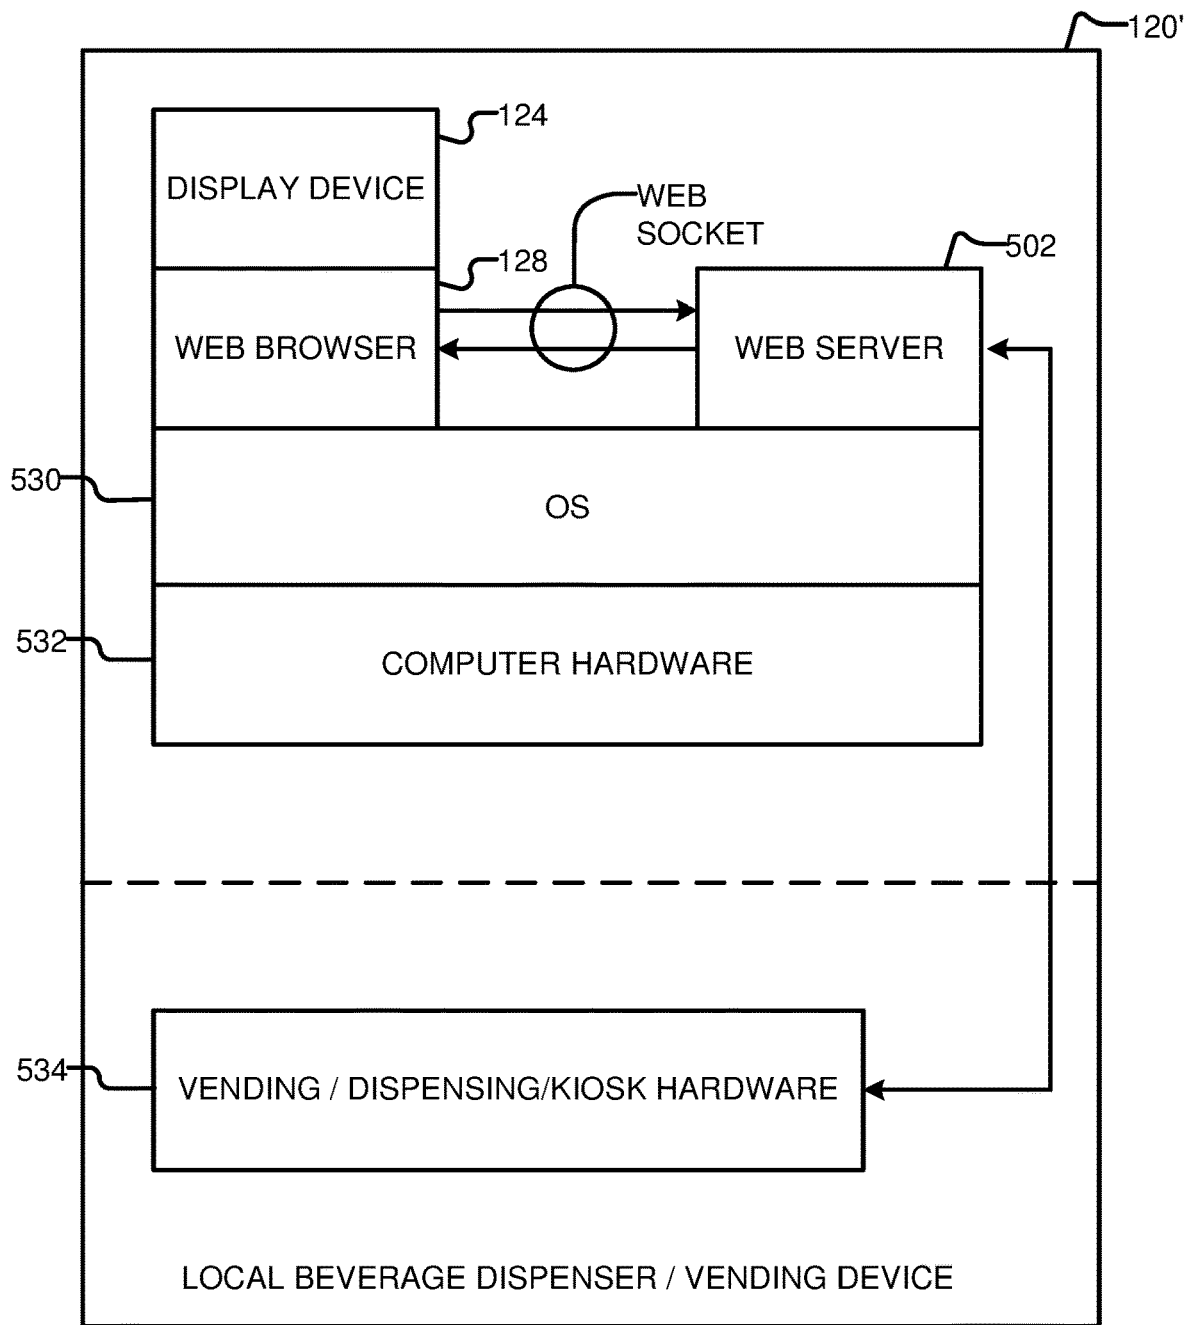 120'
124
DISPLAY DEVICE
WEB
SOCKET
502
128
WEB BROWSER
WEB SERVER
530
OS
532
COMPUTER HARDWARE
534
VENDING / DISPENSING/KIOSK HARDWARE
LOCAL BEVERAGE DISPENSER / VENDING DEVICE